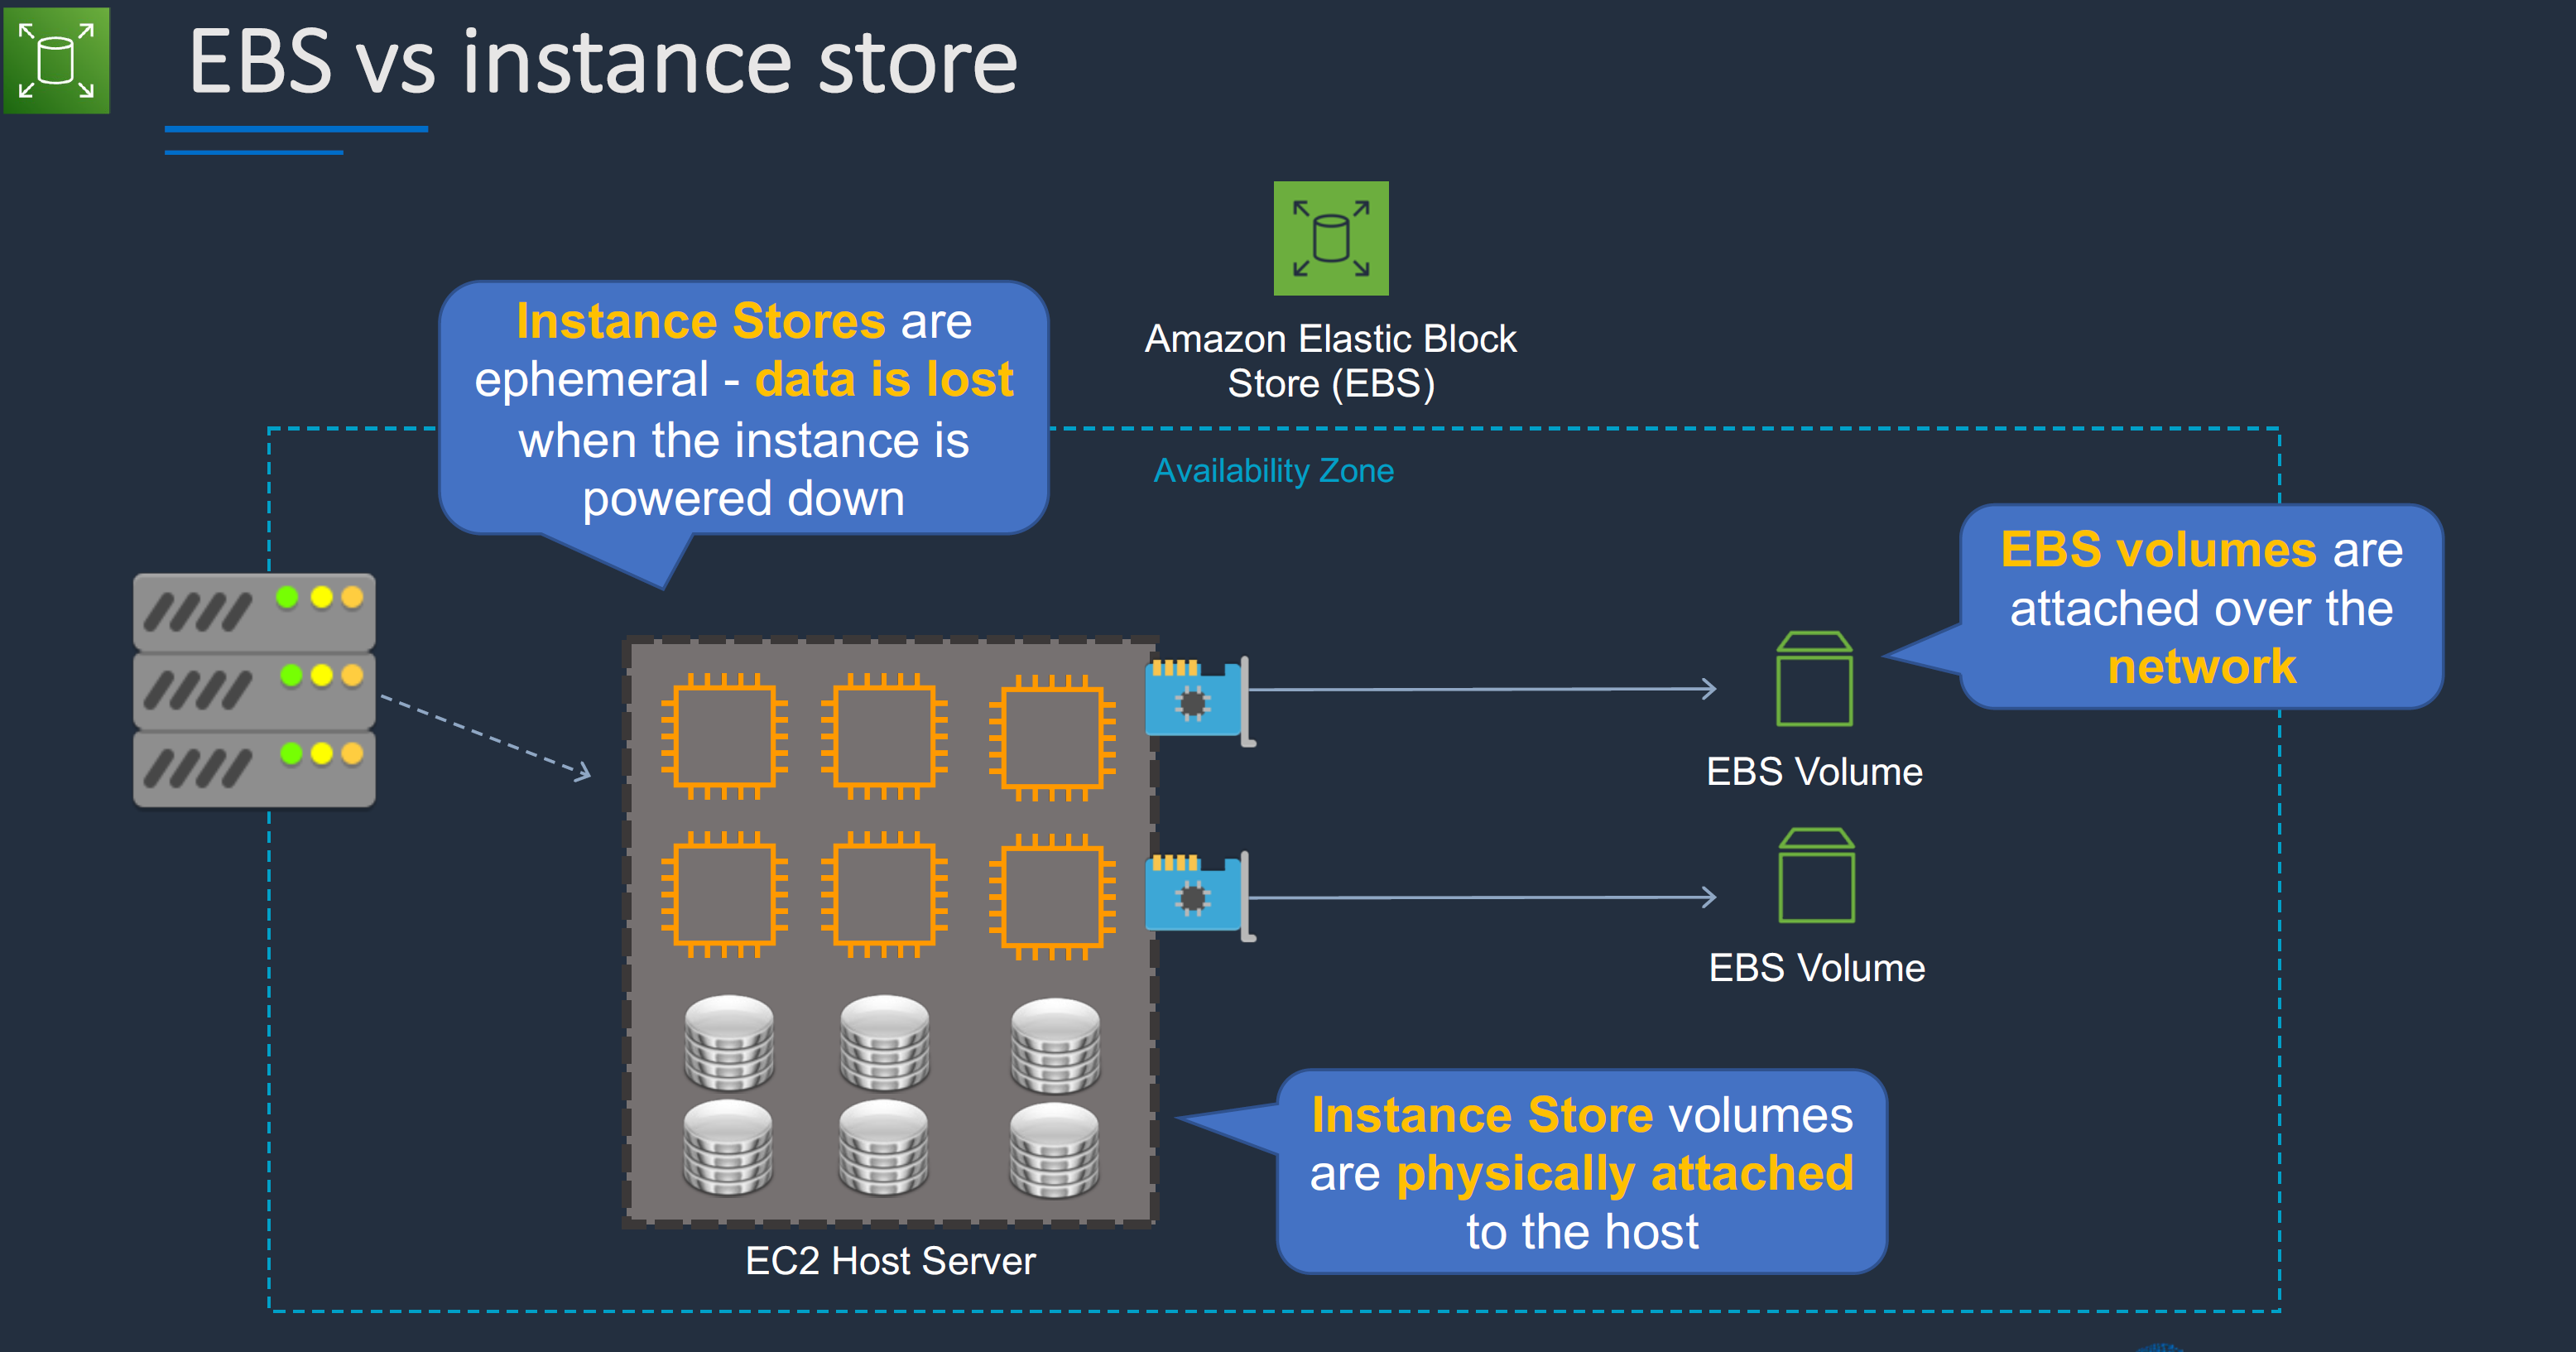 EBS vs instance store
Amazon Elastic Block
Store (EBS)
Instance Stores are
ephemeral - data is lost
when the instance is
powered down
Availability Zone
EBS volumes are
attached over the
network
EBS Volume
EBS Volume
Instance Store volumes
are physically attached
to the host
EC2 Host Server